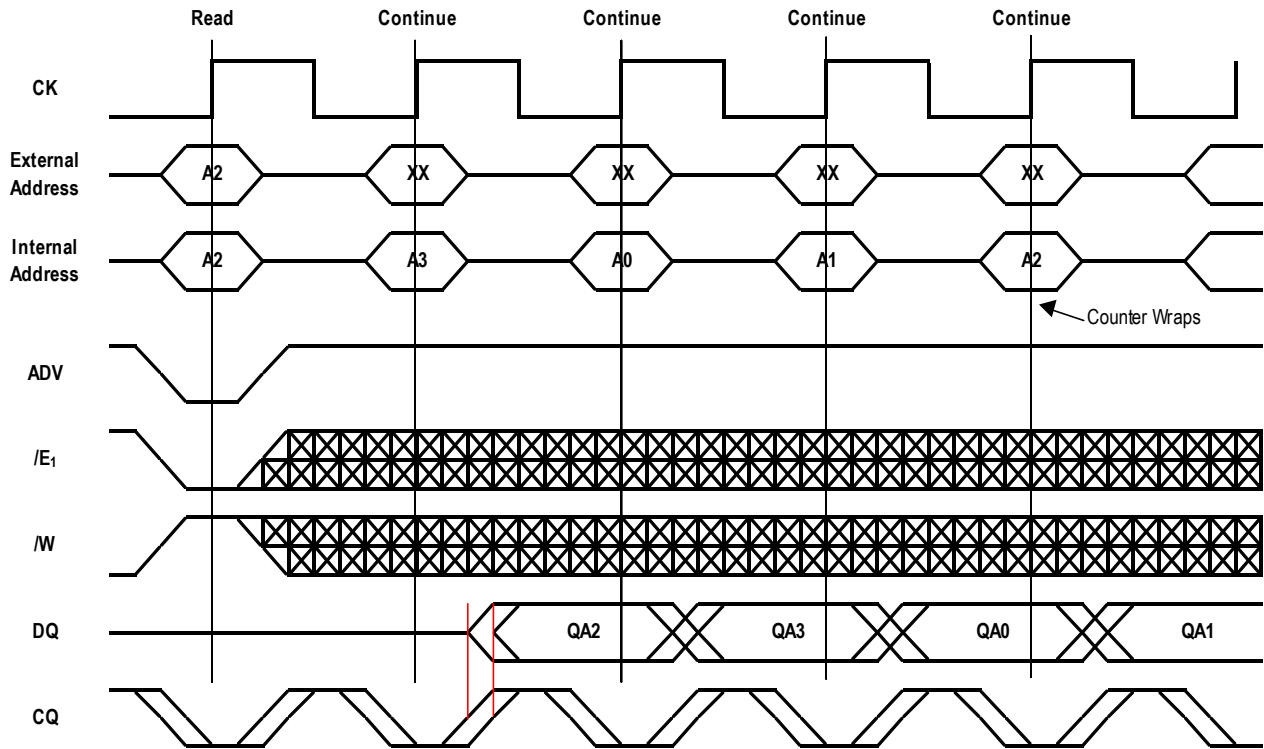 Read Continue Continue Continue Continue
CK
External
Address
A2 XX XX XX XX
Internal
Address
A2 A3 A0 A1 A2
Counter Wraps
ADV
/E₁
/W
DQ
QA2 QA3 QA0 QA1
CQ